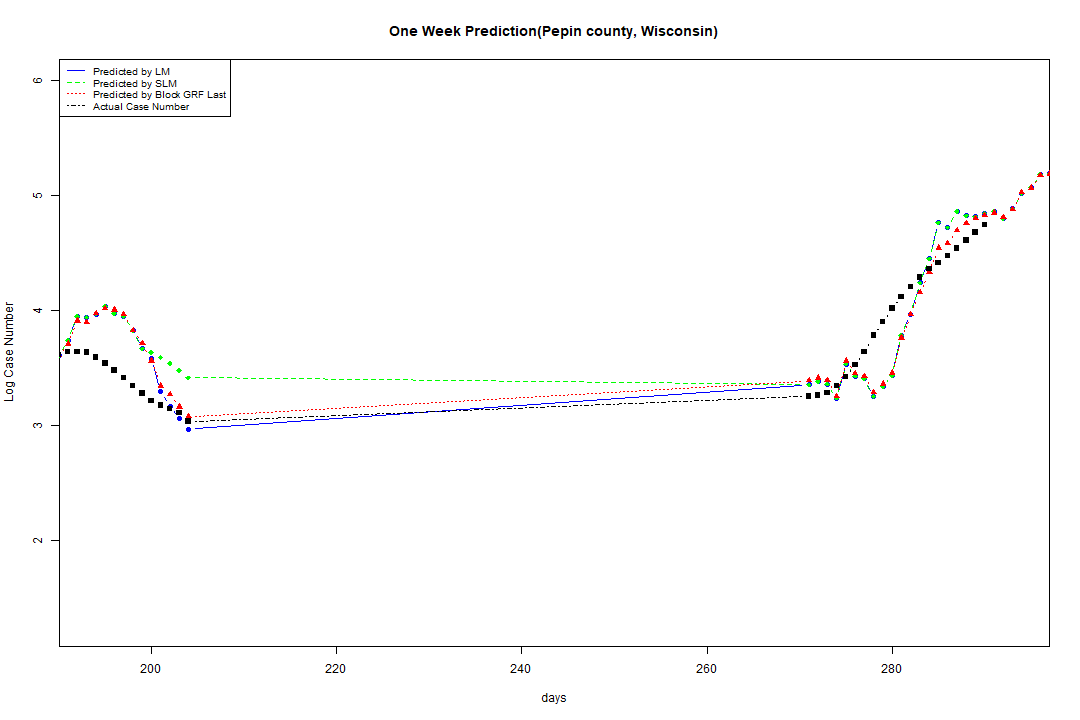 One Week Prediction(Pepin county, Wisconsin)
Predicted by LM
Predicted by SLM
Predicted by Block GRF Last
Actual Case Number
Log Case Number
6
5
4
3
2
200 220 240 260 280
days